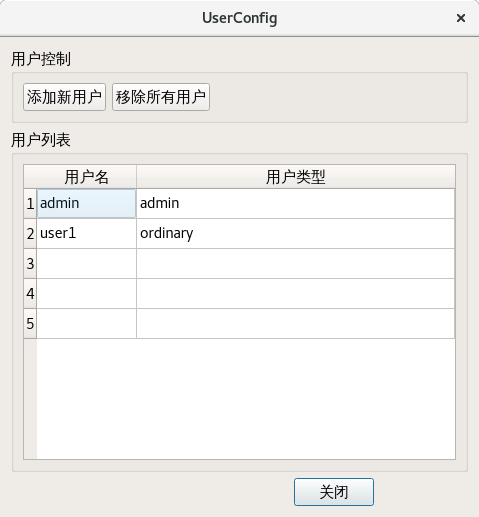 UserConfig ×
用户控制
添加新用户 移除所有用户
用户列表
用户名 用户类型
1 admin admin
2 user1 ordinary
3
4
5
关闭